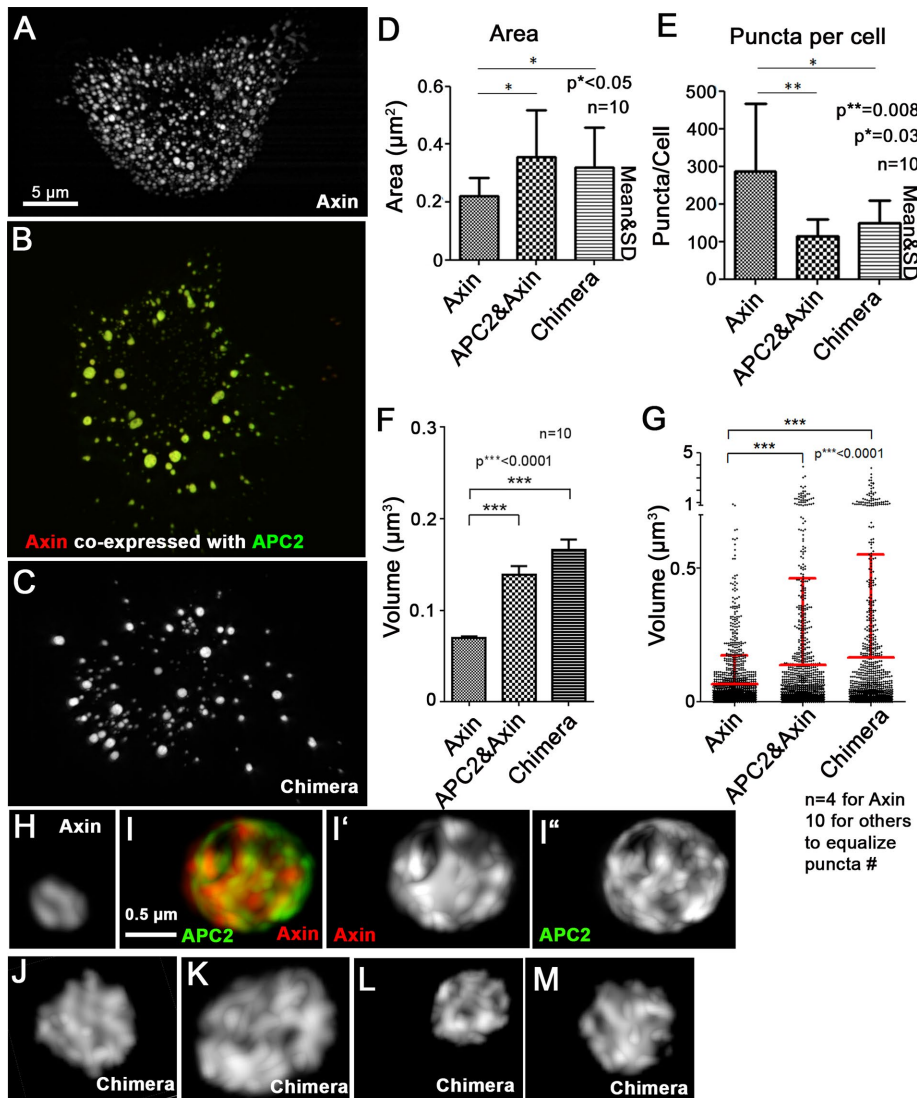 A
5 µm
Axin
B
Axin co-expressed with APC2
C
Chimera
D
Area
*
*
p*<0.05
n=10
Area (µm²)
0.6
0.4
0.2
0
Mean&SD
Axin
APC2&Axin
Chimera
E
Puncta per cell
*
**
p**=0.008
p*=0.03
n=10
Puncta/Cell
500
400
300
200
100
0
Mean&SD
Axin
APC2&Axin
Chimera
F
n=10
p***<0.0001
***
***
Volume (µm³)
0.3
0.2
0.1
0
Axin
APC2&Axin
Chimera
G
***
***
p***<0.0001
Volume (µm³)
5
1
0.5
0
Axin
APC2&Axin
Chimera
n=4 for Axin
10 for others
to equalize
puncta #
H
Axin
I
0.5 µm
APC2
Axin
I'
Axin
I"
APC2
J
Chimera
K
Chimera
L
Chimera
M
Chimera